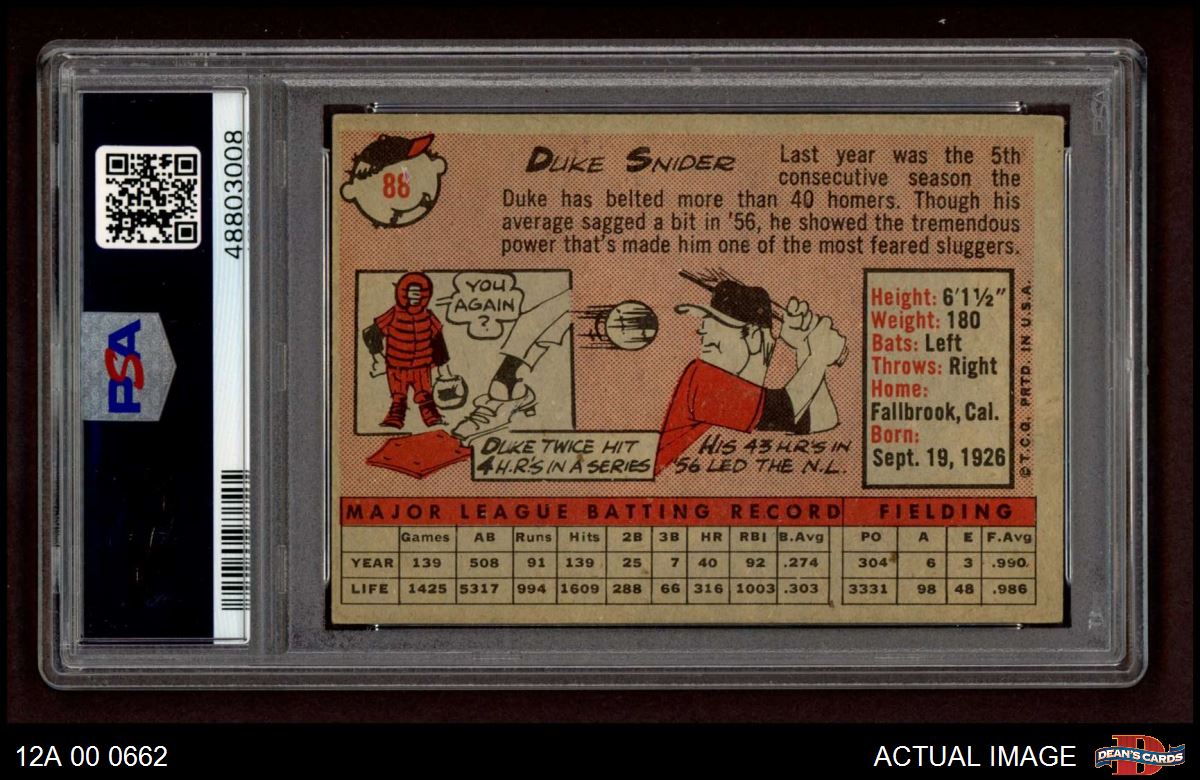 PSA
48803008
PSA
88
DUKE SNIDER
Last year was the 5th
consecutive season the
Duke has belted more than 40 homers. Though his
average sagged a bit in '56, he showed the tremendous
power that's made him one of the most feared sluggers.
YOU
AGAIN
?
DUKE TWICE HIT
4 H.R'S IN A SERIES
HIS 43 H.R'S IN
'56 LED THE N.L.
Height: 6'1½"
Weight: 180
Bats: Left
Throws: Right
Home:
Fallbrook, Cal.
Born:
Sept. 19, 1926
©T.C.G. PRTD. IN U.S.A.
MAJOR LEAGUE BATTING RECORD FIELDING
Games AB Runs Hits 2B 3B HR RBI B.Avg PO A E F.Avg
YEAR 139 508 91 139 25 7 40 92 .274 304 6 3 .990
LIFE 1425 5317 994 1609 288 66 316 1003 .303 3331 98 48 .986
12A 00 0662
ACTUAL IMAGE
D
DEAN'S CARDS